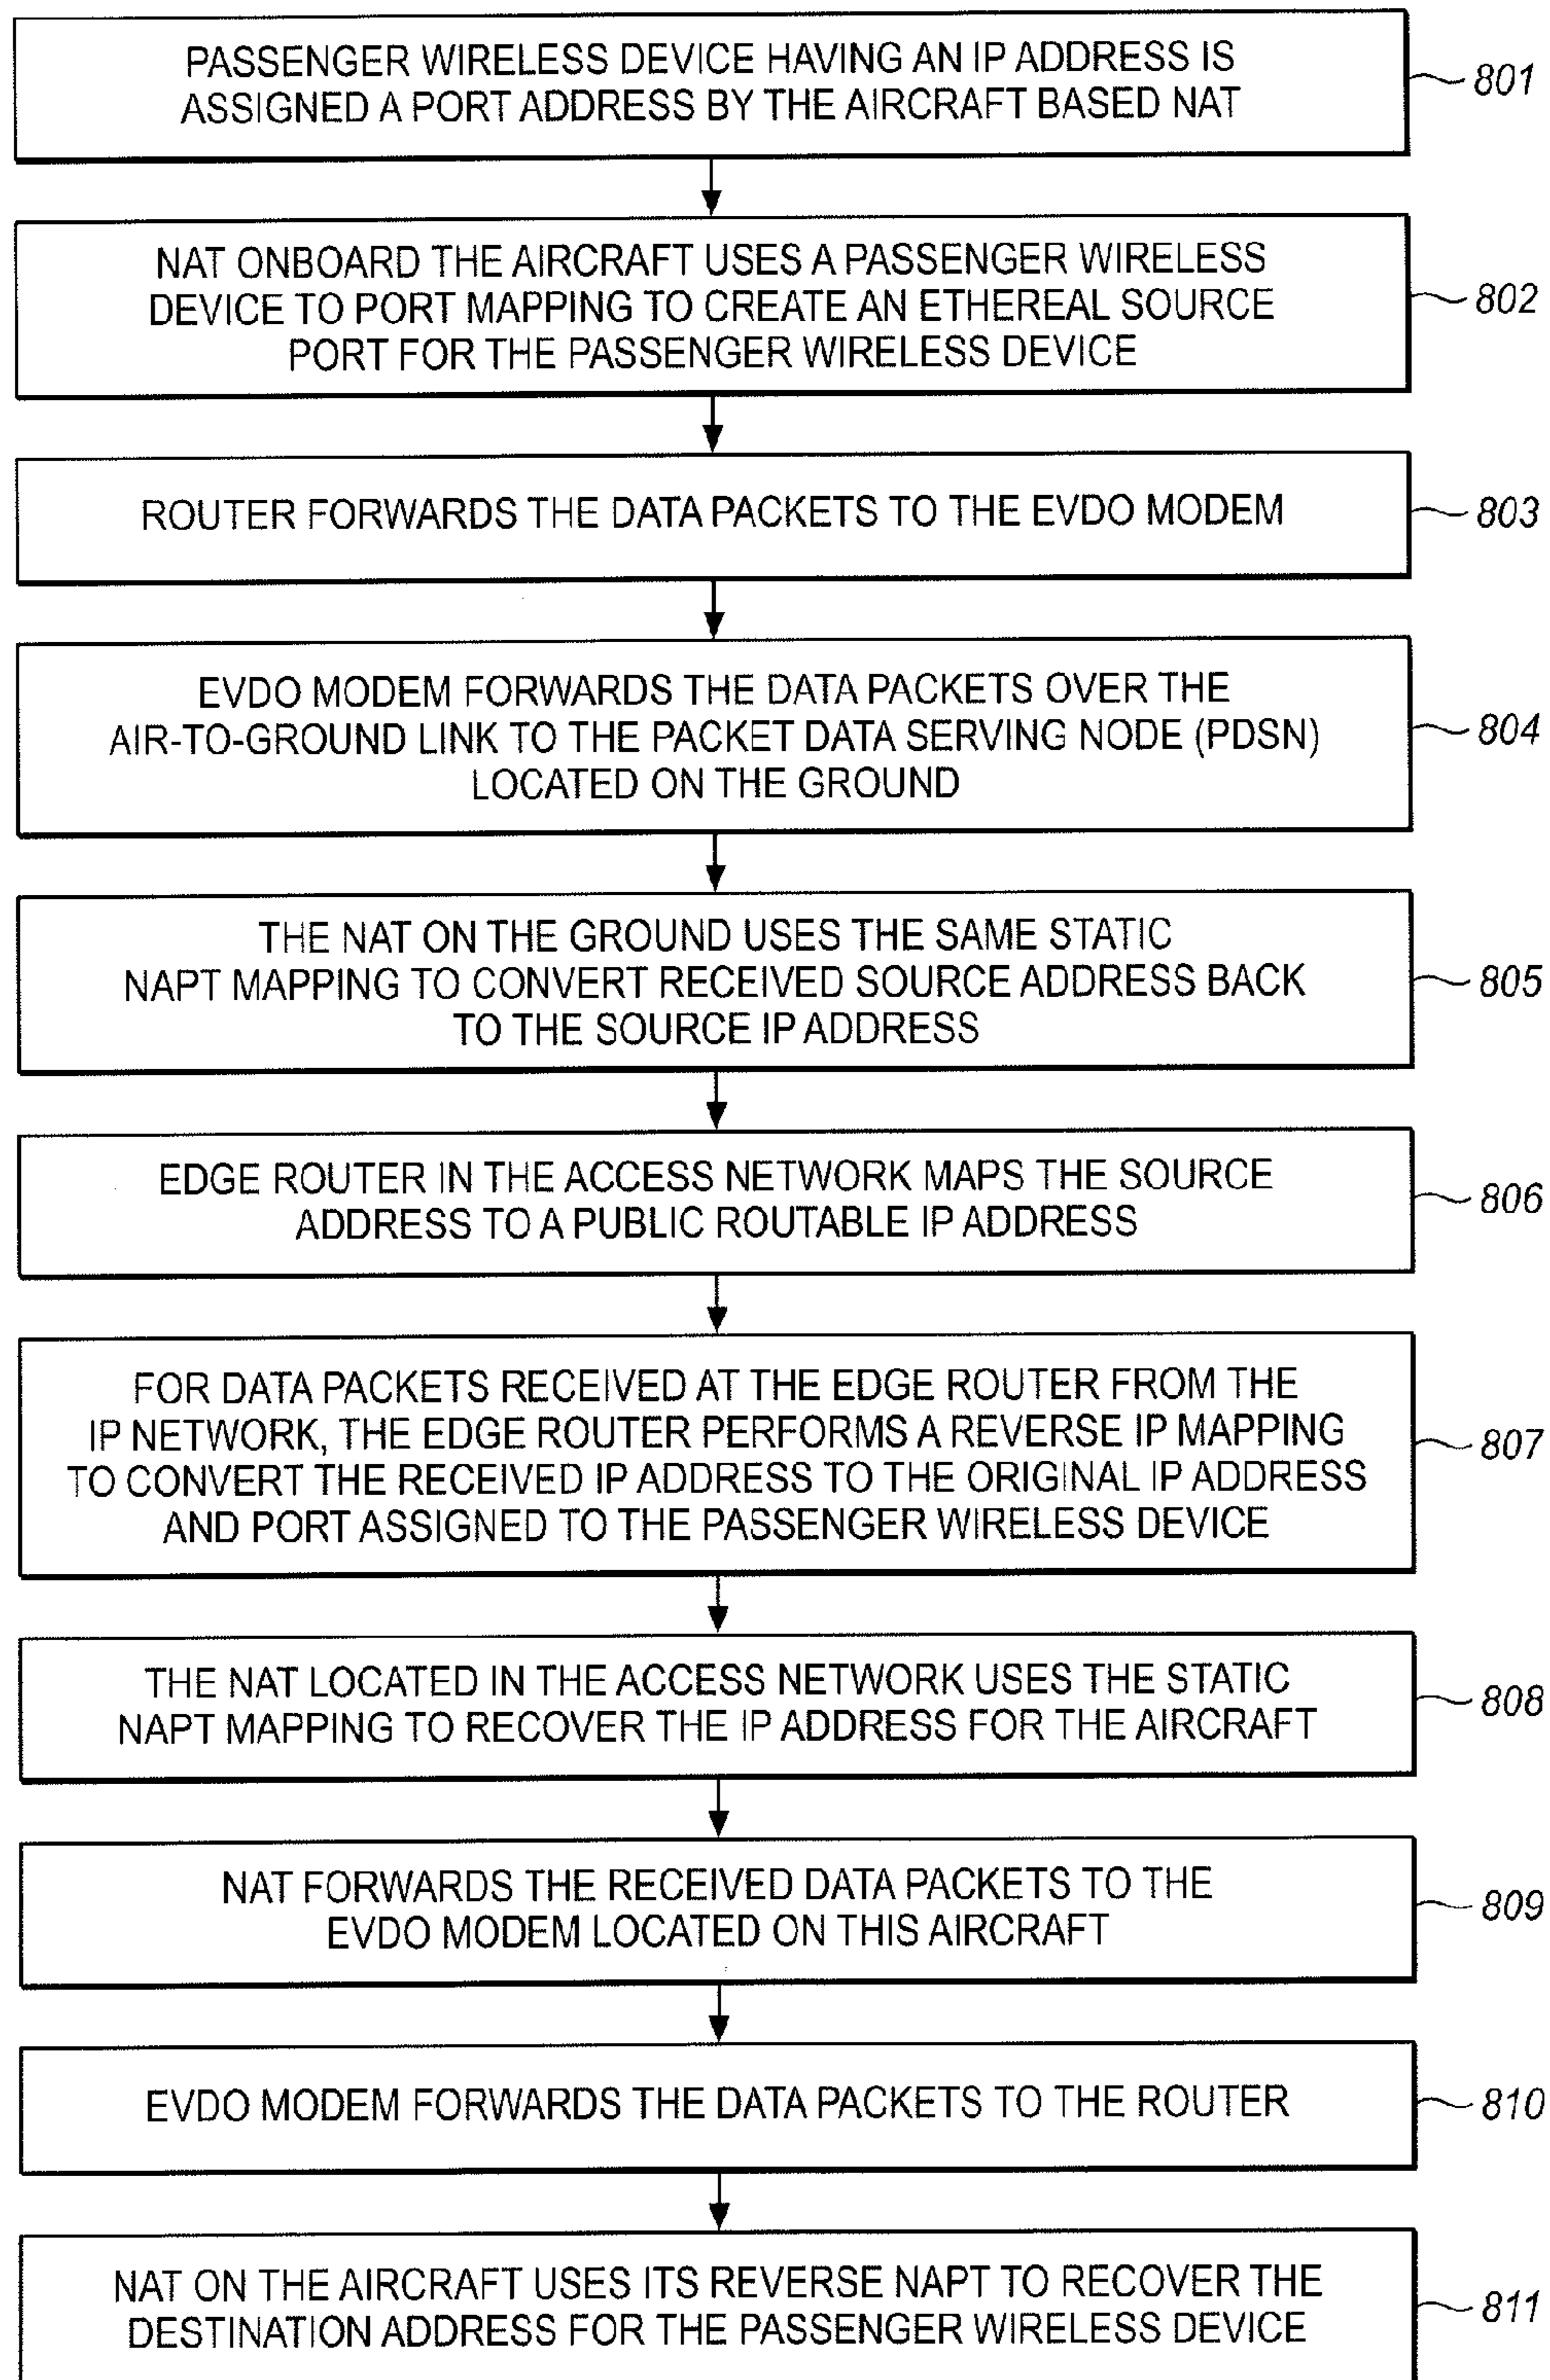 PASSENGER WIRELESS DEVICE HAVING AN IP ADDRESS IS
ASSIGNED A PORT ADDRESS BY THE AIRCRAFT BASED NAT
801
NAT ONBOARD THE AIRCRAFT USES A PASSENGER WIRELESS
DEVICE TO PORT MAPPING TO CREATE AN ETHEREAL SOURCE
PORT FOR THE PASSENGER WIRELESS DEVICE
802
ROUTER FORWARDS THE DATA PACKETS TO THE EVDO MODEM
803
EVDO MODEM FORWARDS THE DATA PACKETS OVER THE
AIR-TO-GROUND LINK TO THE PACKET DATA SERVING NODE (PDSN)
LOCATED ON THE GROUND
804
THE NAT ON THE GROUND USES THE SAME STATIC
NAPT MAPPING TO CONVERT RECEIVED SOURCE ADDRESS BACK
TO THE SOURCE IP ADDRESS
805
EDGE ROUTER IN THE ACCESS NETWORK MAPS THE SOURCE
ADDRESS TO A PUBLIC ROUTABLE IP ADDRESS
806
FOR DATA PACKETS RECEIVED AT THE EDGE ROUTER FROM THE
IP NETWORK, THE EDGE ROUTER PERFORMS A REVERSE IP MAPPING
TO CONVERT THE RECEIVED IP ADDRESS TO THE ORIGINAL IP ADDRESS
AND PORT ASSIGNED TO THE PASSENGER WIRELESS DEVICE
807
THE NAT LOCATED IN THE ACCESS NETWORK USES THE STATIC
NAPT MAPPING TO RECOVER THE IP ADDRESS FOR THE AIRCRAFT
808
NAT FORWARDS THE RECEIVED DATA PACKETS TO THE
EVDO MODEM LOCATED ON THIS AIRCRAFT
809
EVDO MODEM FORWARDS THE DATA PACKETS TO THE ROUTER
810
NAT ON THE AIRCRAFT USES ITS REVERSE NAPT TO RECOVER THE
DESTINATION ADDRESS FOR THE PASSENGER WIRELESS DEVICE
811